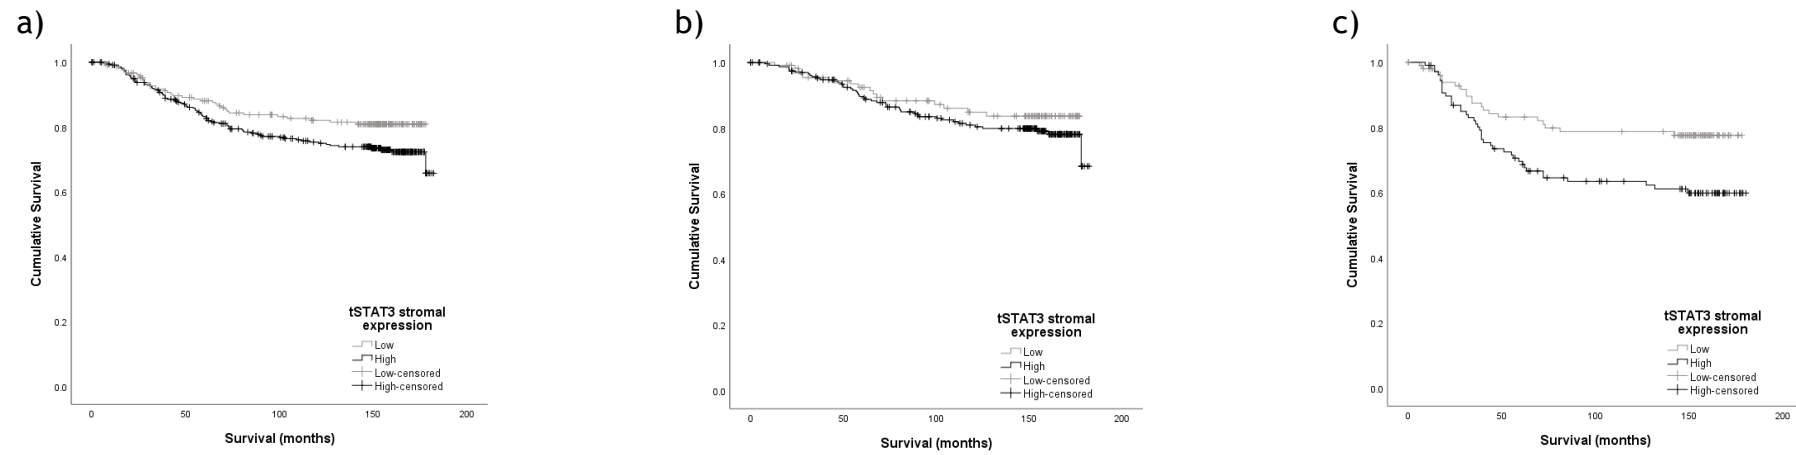 a)
1.0
0.8
0.6
0.4
0.2
0.0
Cumulative Survival
0 50 100 150 200
Survival (months)
tSTAT3 stromal
expression
Low
High
Low-censored
High-censored
b)
1.0
0.8
0.6
0.4
0.2
0.0
Cumulative Survival
0 50 100 150 200
Survival (months)
tSTAT3 stromal
expression
Low
High
Low-censored
High-censored
c)
1.0
0.8
0.6
0.4
0.2
0.0
Cumulative Survival
0 50 100 150 200
Survival (months)
tSTAT3 stromal
expression
Low
High
Low-censored
High-censored